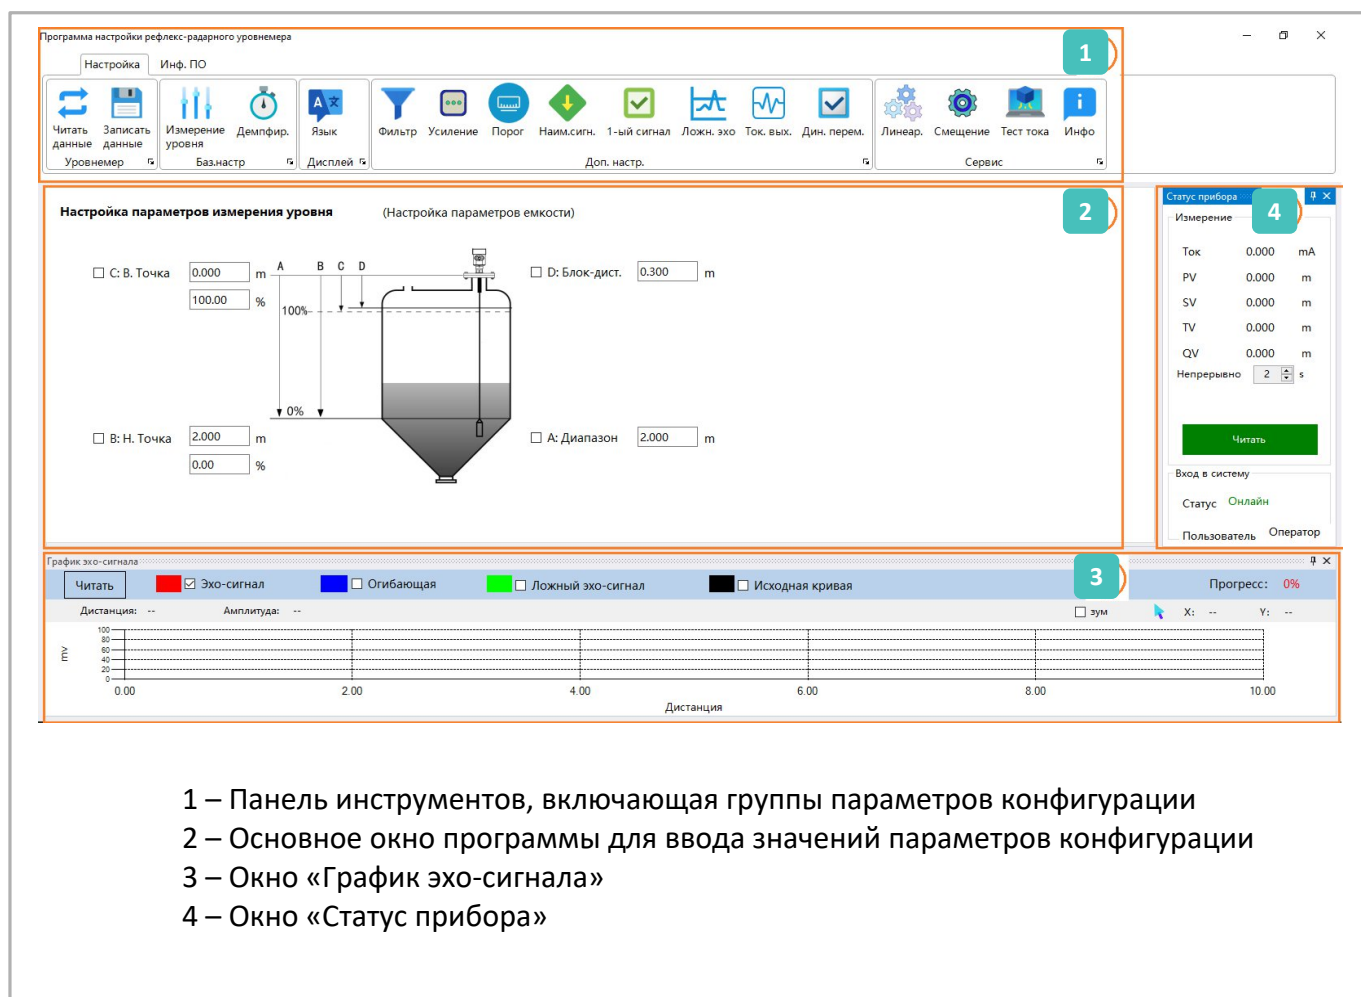 Программа настройки рефлекс-радарного уровнемера
1
Настройка Инф. ПО
Читать данные Записать данные Измерение уровня Демпфир. Язык Фильтр Усиление Порог Наим.сигн. 1-ый сигнал Ложн. эхо Ток. вых. Дин. перем. Линеар. Смещение Тест тока Инфо
Уровнемер Баз.настр Дисплей Доп. настр. Сервис
Настройка параметров измерения уровня (Настройка параметров емкости)
2
C: В. Точка 0.000 m
100.00 %
A B C D
D: Блок-дист. 0.300 m
100%
0%
B: Н. Точка 2.000 m
0.00 %
A: Диапазон 2.000 m
Статус прибора
4
Измерение
Ток 0.000 mA
PV 0.000 m
SV 0.000 m
TV 0.000 m
QV 0.000 m
Непрерывно 2 s
Читать
Вход в систему
Статус Онлайн
Пользователь Оператор
График эхо-сигнала
3
Читать Эхо-сигнал Огибающая Ложный эхо-сигнал Исходная кривая Прогресс: 0%
Дистанция: -- Амплитуда: -- зум X: -- Y: --
mv
100
80
60
40
20
0
0.00 2.00 4.00 6.00 8.00 10.00
Дистанция
1 – Панель инструментов, включающая группы параметров конфигурации
2 – Основное окно программы для ввода значений параметров конфигурации
3 – Окно «График эхо-сигнала»
4 – Окно «Статус прибора»